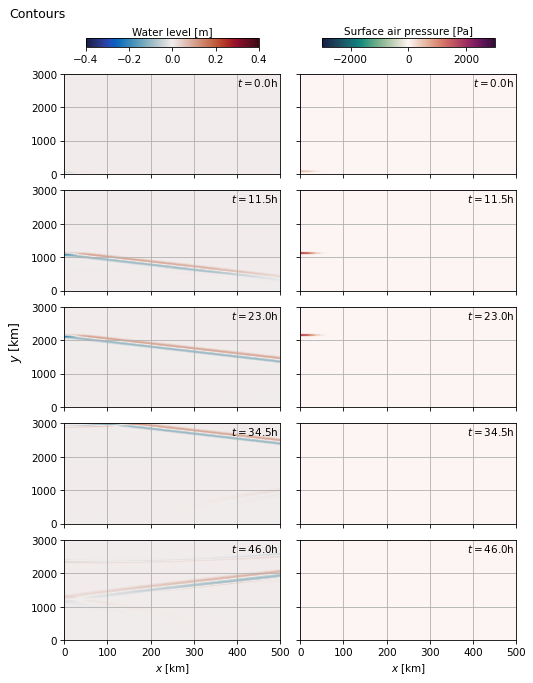 Contours
Water level [m]
Surface air pressure [Pa]
−0.4 −0.2 0.0 0.2 0.4
−2000 0 2000
3000
2000
1000
0
t = 0.0h
t = 0.0h
3000
2000
1000
0
t = 11.5h
t = 11.5h
y [km]
3000
2000
1000
0
t = 23.0h
t = 23.0h
3000
2000
1000
0
t = 34.5h
t = 34.5h
3000
2000
1000
0
t = 46.0h
t = 46.0h
0 100 200 300 400 500
0 100 200 300 400 500
x [km]
x [km]